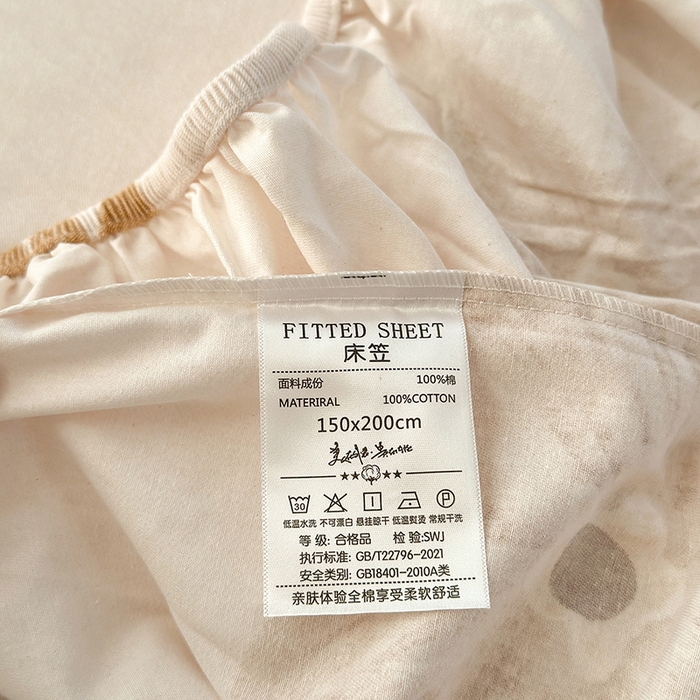 FITTED SHEET
床笠
面料成份 100%棉
MATERIRAL 100%COTTON
150x200cm
30 P
低温水洗 不可漂白 悬挂晾干 低温熨烫 常规干洗
等 级: 合格品 检 验:SWJ
执行标准: GB/T22796-2021
安全类别: GB18401-2010A类
亲肤体验全棉享受柔软舒适